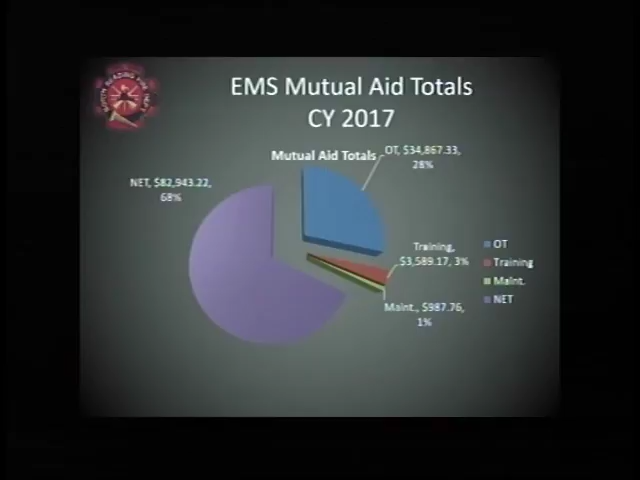 EMS Mutual Aid Totals
CY 2017
Mutual Aid Totals
OT, $34,867.33,
28%
NET, $82,943.22,
68%
Training,
$3,589.17, 3%
Maint., $987.76,
1%
OT
Training
Maint.
NET